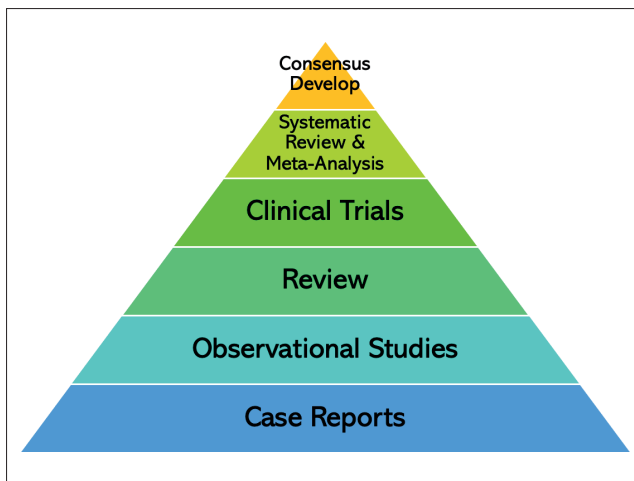 Consensus
Develop
Systematic
Review &
Meta-Analysis
Clinical Trials
Review
Observational Studies
Case Reports